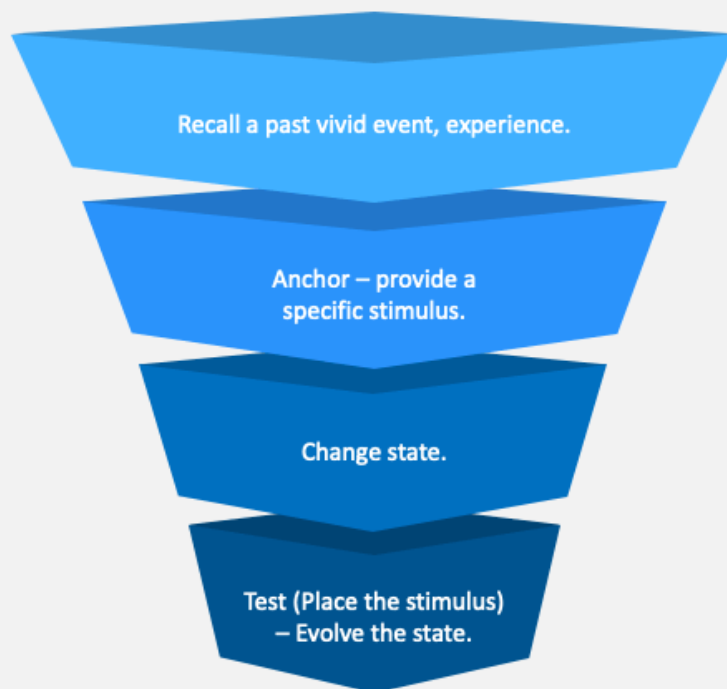 Recall a past vivid event, experience.
Anchor – provide a
specific stimulus.
Change state.
Test (Place the stimulus)
– Evolve the state.